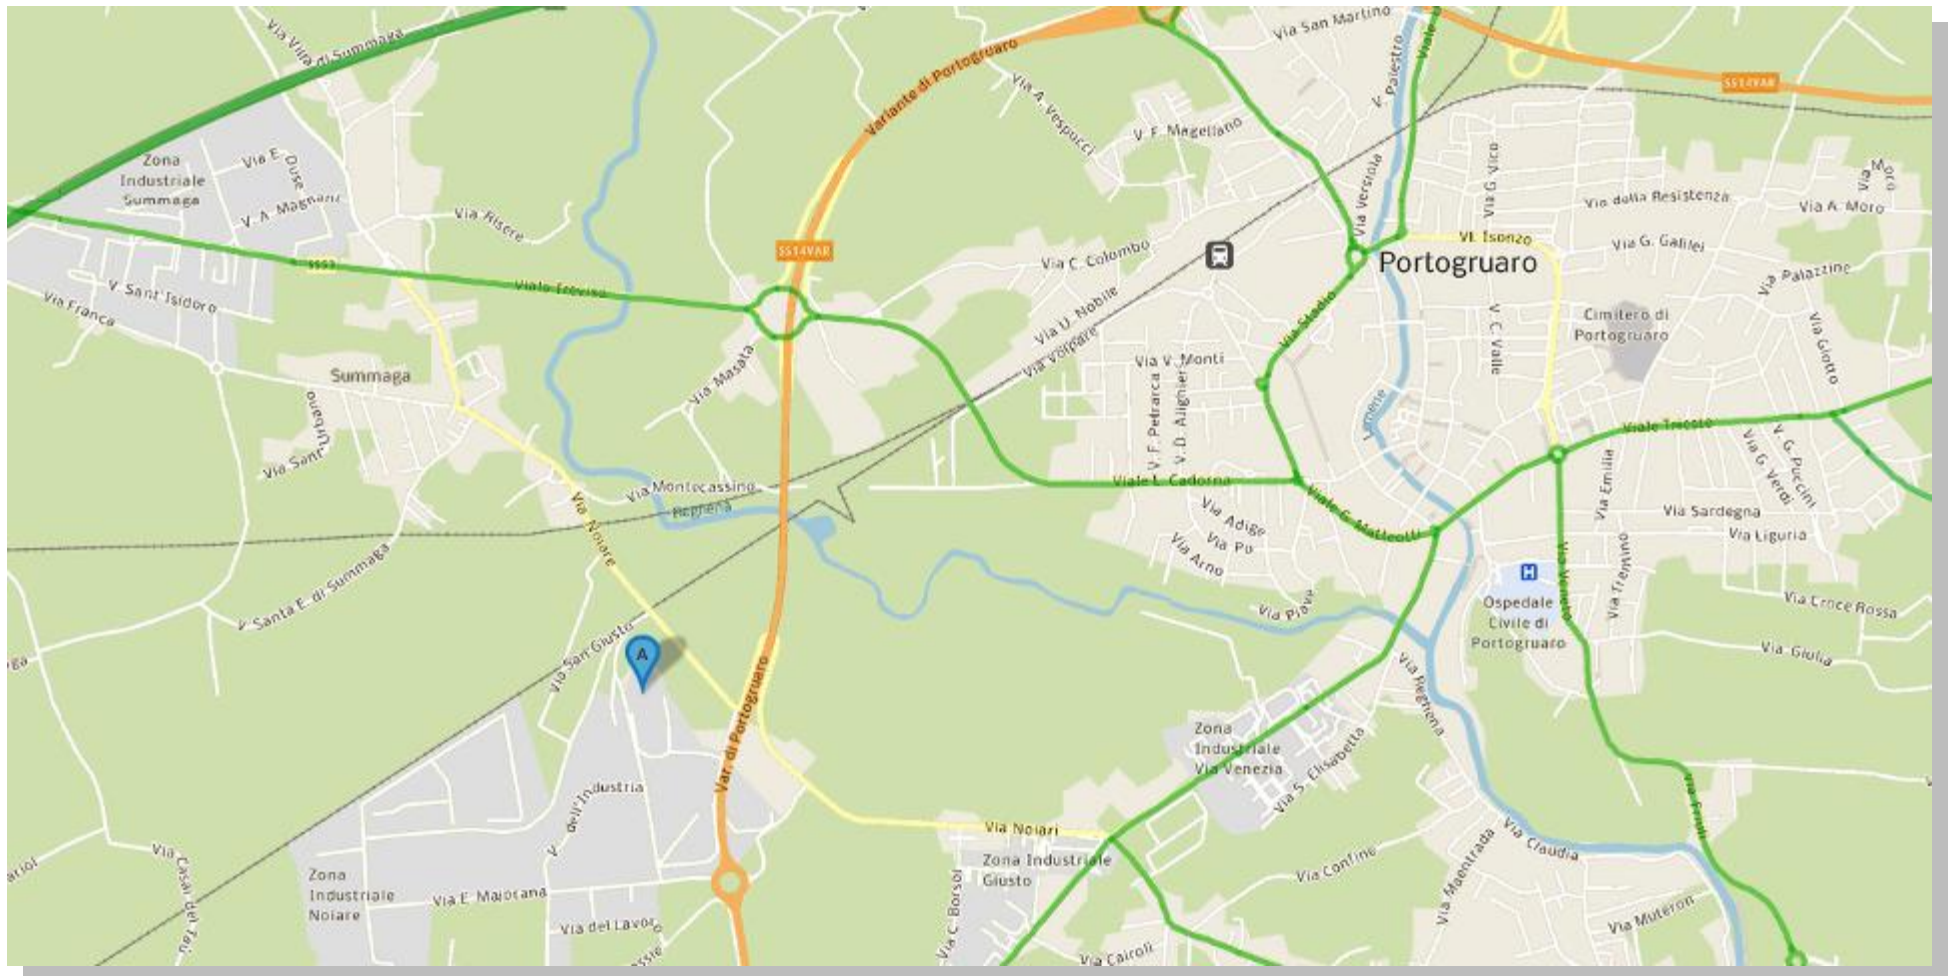 Via Villa di Summaga
Via San Martino
V. Palestro
Viale
SS14VAR
Variante di Portogruaro
Via A. Vespucci
V. F. Magellano
Zona
Industriale
Summaga
Via E. Duse
V. A. Magnani
Via Risere
Via Versiola
Via G. Vico
Via della Resistenza
Via A. Moro
Via Moro
SS14VAR
Via C. Colombo
Vl. Isonzo
Via G. Galilei
Portogruaro
SS53
Viale Treviso
V. Sant'Isidoro
Via Franca
Via U. Nobile
Via Volpare
Via Palazzine
Via Stadio
V. C. Valle
Cimitero di
Portogruaro
Via Giotto
Summaga
Via Masata
Via V. Monti
V. F. Petrarca
V. D. Alighieri
Lemene
Via Sant'Urbano
Viale Trieste
Via G. Verdi
V. G. Puccini
Via Montecassino
Reghena
Viale L. Cadorna
Viale G. Matteotti
Via Adige
Via Po
Via Arno
Via Emilia
Via Sardegna
Via Liguria
Via Noiare
V. Santa E. di Summaga
H
Ospedale
Civile di
Portogruaro
Via Veneto
Via Trentino
Via Croce Rossa
Via Piave
Via Giulia
Via San Giusto
A
Via Reghena
Var. di Portogruaro
Zona
Industriale
Via Venezia
Via S. Elisabetta
V. dell'Industria
Via Friuli
Via Noiari
Zona Industriale
Giusto
Via Claudia
Via Confine
Via Maentrada
Via Muteron
Via Casai del Taù
Zona
Industriale
Noiare
Via E. Majorana
Via del Lavoro
Via C. Borsoi
Via Cairoli